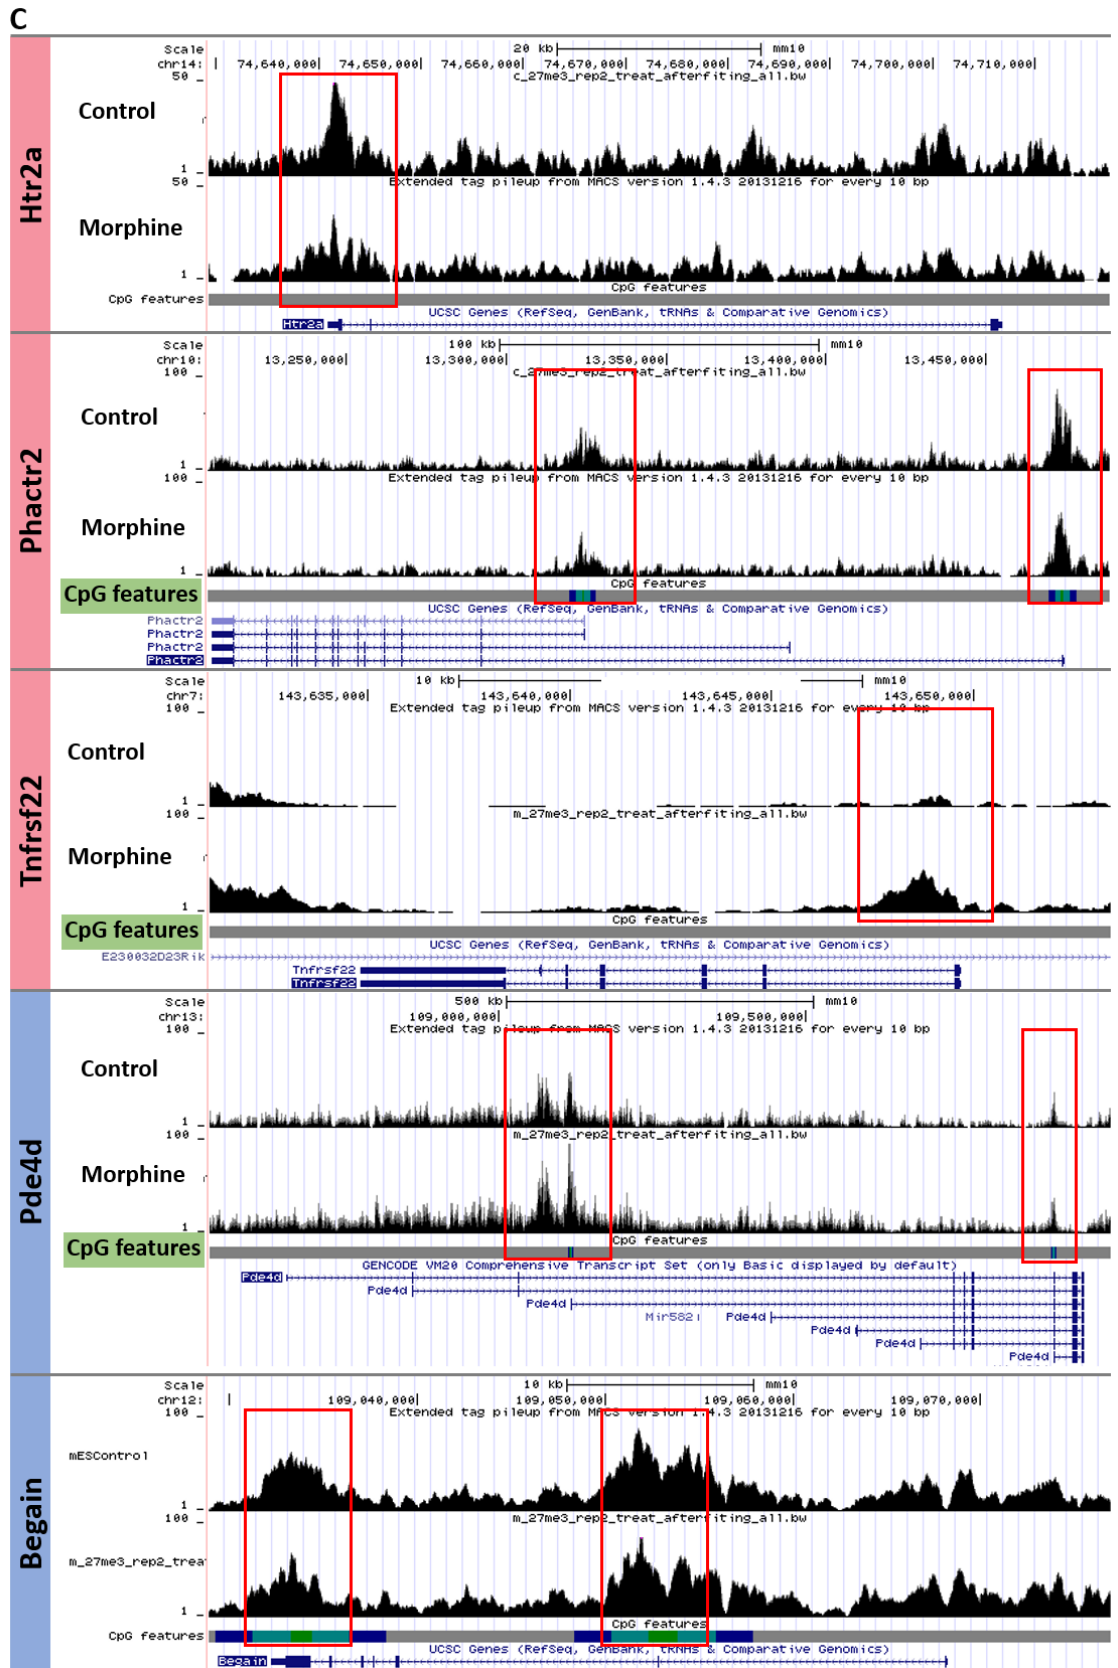 C
Htr2a
Scale 20 kb mm10
chr14: 74,640,000 74,650,000 74,660,000 74,670,000 74,680,000 74,690,000 74,700,000 74,710,000
50 _ c_27me3_rep2_treat_afterfiting_all.bw
Control
1 _
50 _ Extended tag pileup from MACS version 1.4.3 20131216 for every 10 bp
Morphine
1 _
CpG features
CpG features
UCSC Genes (RefSeq, GenBank, tRNAs & Comparative Genomics)
Htr2a
Phactr2
Scale 100 kb mm10
chr10: 13,250,000 13,300,000 13,350,000 13,400,000 13,450,000
100 _ c_27me3_rep2_treat_afterfiting_all.bw
Control
1 _
100 _ Extended tag pileup from MACS version 1.4.3 20131216 for every 10 bp
Morphine
1 _
CpG features
CpG features
UCSC Genes (RefSeq, GenBank, tRNAs & Comparative Genomics)
Phactr2
Phactr2
Phactr2
Phactr2
Tnfrsf22
Scale 10 kb mm10
chr7: 143,635,000 143,640,000 143,645,000 143,650,000
100 _ Extended tag pileup from MACS version 1.4.3 20131216 for every 10 bp
Control
1 _
100 _ m_27me3_rep2_treat_afterfiting_all.bw
Morphine
1 _
CpG features
CpG features
UCSC Genes (RefSeq, GenBank, tRNAs & Comparative Genomics)
E230032D23Rik
Tnfrsf22
Tnfrsf22
Pde4d
Scale 500 kb mm10
chr13: 109,000,000 109,500,000
100 _ Extended tag pileup from MACS version 1.4.3 20131216 for every 10 bp
Control
1 _
100 _ m_27me3_rep2_treat_afterfiting_all.bw
Morphine
1 _
CpG features
CpG features
GENCODE VM20 Comprehensive Transcript Set (only Basic displayed by default)
Pde4d
Pde4d
Pde4d
Mir582 Pde4d
Pde4d
Pde4d
Pde4d
Begain
Scale 10 kb mm10
chr12: 109,040,000 109,050,000 109,060,000 109,070,000
100 _ Extended tag pileup from MACS version 1.4.3 20131216 for every 10 bp
mESControl
1 _
100 _ m_27me3_rep2_treat_afterfiting_all.bw
m_27me3_rep2_trea
1 _
CpG features
CpG features
UCSC Genes (RefSeq, GenBank, tRNAs & Comparative Genomics)
Begain